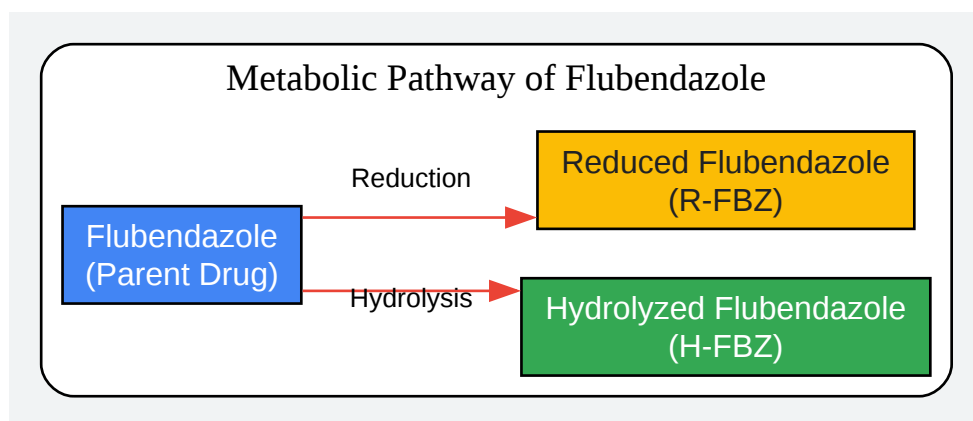 Metabolic Pathway of Flubendazole
Reduction
Reduced Flubendazole
(R-FBZ)
Flubendazole
(Parent Drug)
Hydrolysis
Hydrolyzed Flubendazole
(H-FBZ)